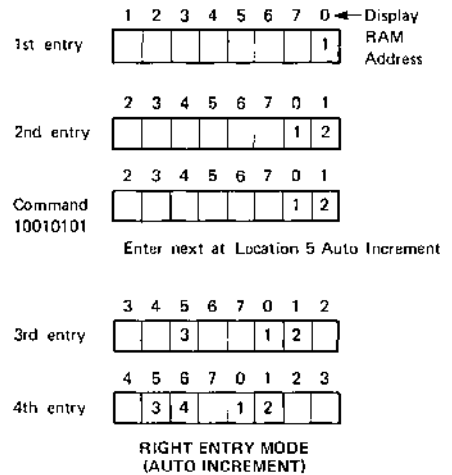 1 2 3 4 5 6 7 0 Display
1st entry 1 RAM
Address
2 3 4 5 6 7 0 1
2nd entry 1 2
2 3 4 5 6 7 0 1
Command 1 2
10010101
Enter next at Location 5 Auto Increment
3 4 5 6 7 0 1 2
3rd entry 3 1 2
4 5 6 7 0 1 2 3
4th entry 3 4 1 2
RIGHT ENTRY MODE
(AUTO INCREMENT)